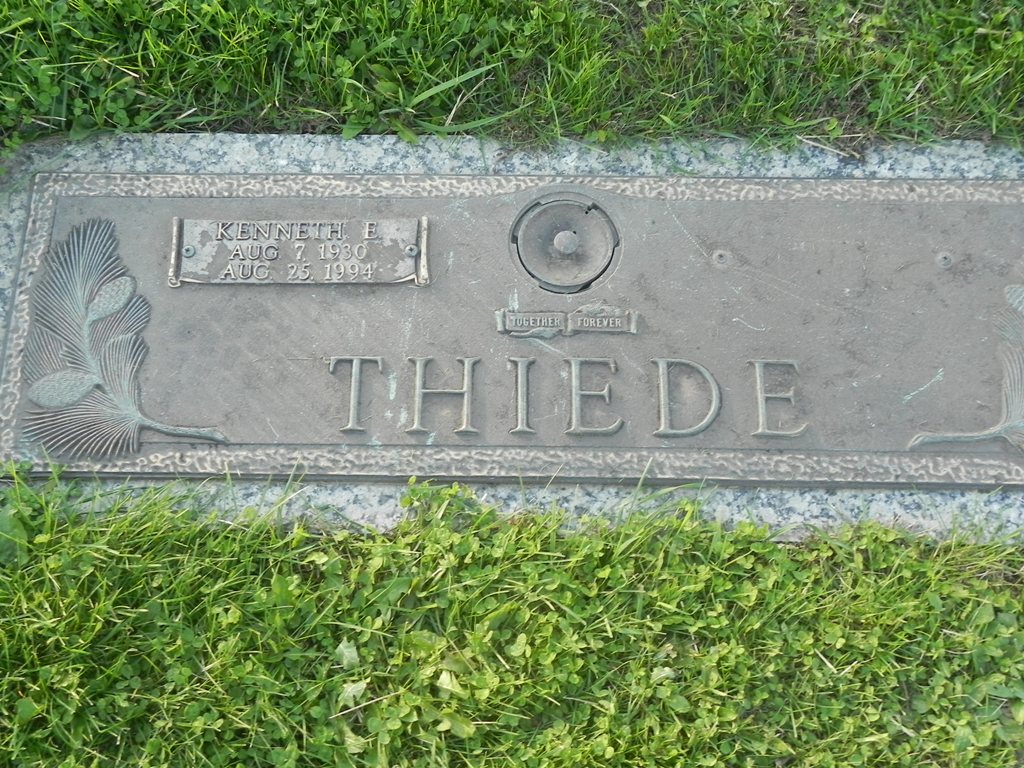 KENNETH E.
AUG. 7, 1930
AUG. 25, 1994
TOGETHER FOREVER
THIEDE